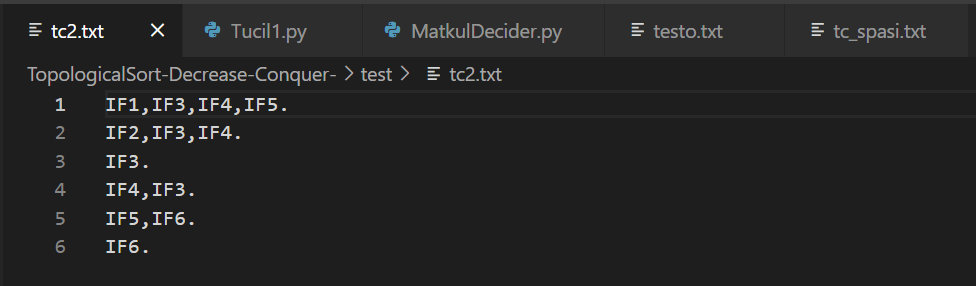 tc2.txt Tucil1.py MatkulDecider.py testo.txt tc_spasi.txt
TopologicalSort-Decrease-Conquer- > test > tc2.txt
1 IF1,IF3,IF4,IF5.
2 IF2,IF3,IF4.
3 IF3.
4 IF4,IF3.
5 IF5,IF6.
6 IF6.